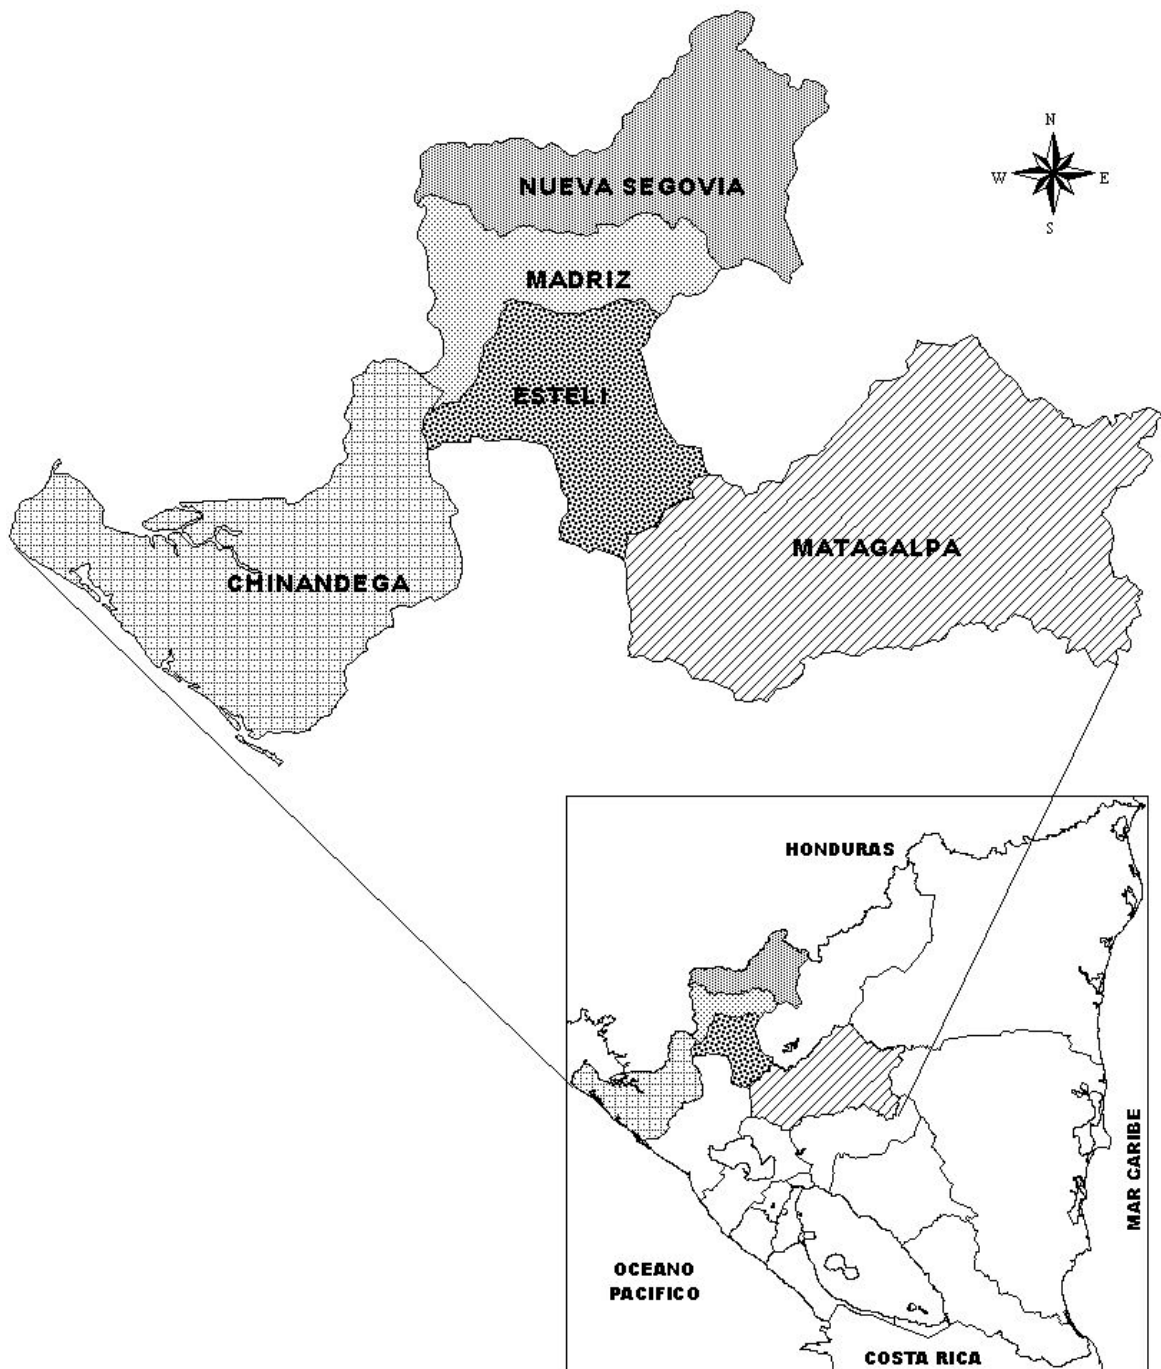 N
W E
S
NUEVA SEGOVIA
MADRIZ
ESTELI
MATAGALPA
CHINANDEGA
HONDURAS
MAR CARIBE
OCEANO
PACIFICO
COSTA RICA